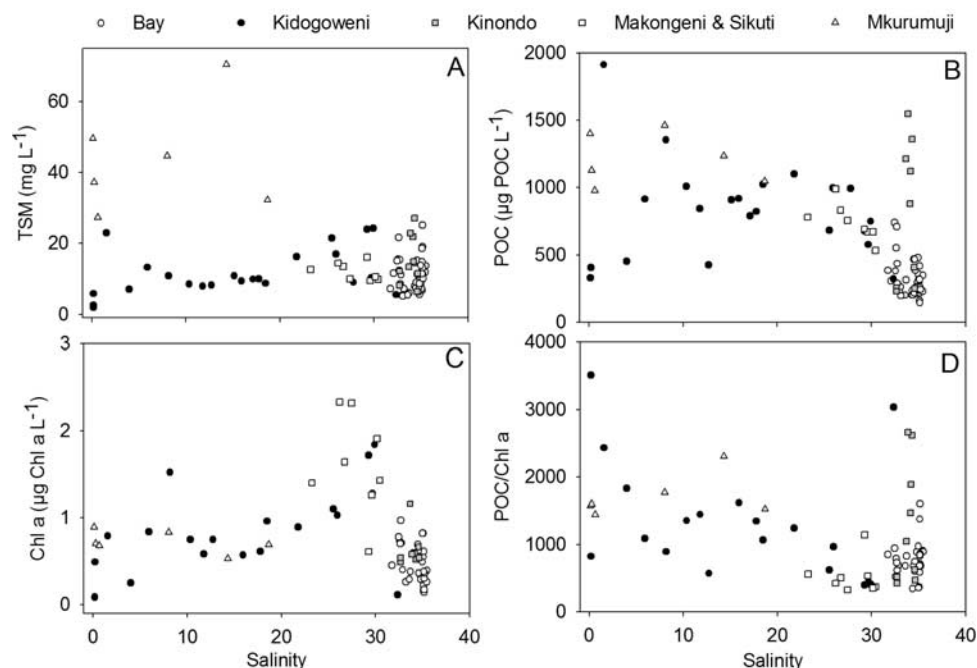 Bay Kidogoweni Kinondo Makongeni & Sikuti Mkurumuji
A
TSM (mg L⁻¹)
60
40
20
0
B
POC (µg POC L⁻¹)
2000
1500
1000
500
0
C
Chl a (µg Chl a L⁻¹)
3
2
1
0
0 10 20 30 40
Salinity
D
POC/Chl a
4000
3000
2000
1000
0
0 10 20 30 40
Salinity